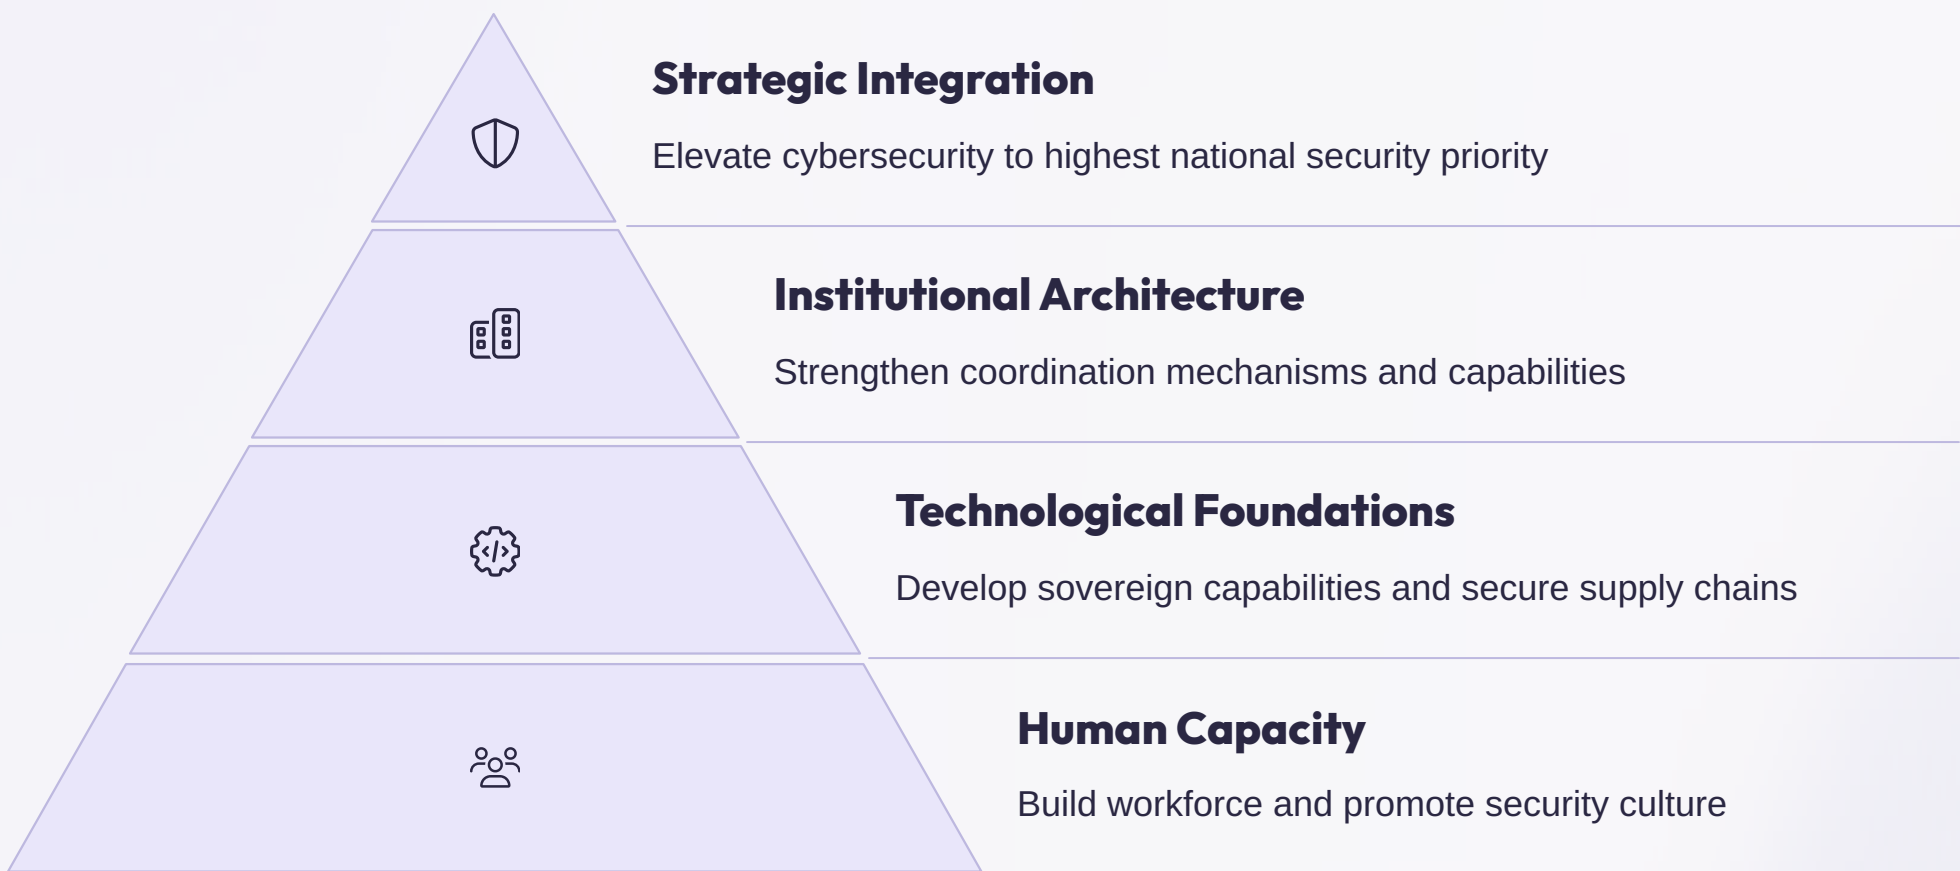 Strategic Integration
Elevate cybersecurity to highest national security priority
Institutional Architecture
Strengthen coordination mechanisms and capabilities
Technological Foundations
Develop sovereign capabilities and secure supply chains
Human Capacity
Build workforce and promote security culture